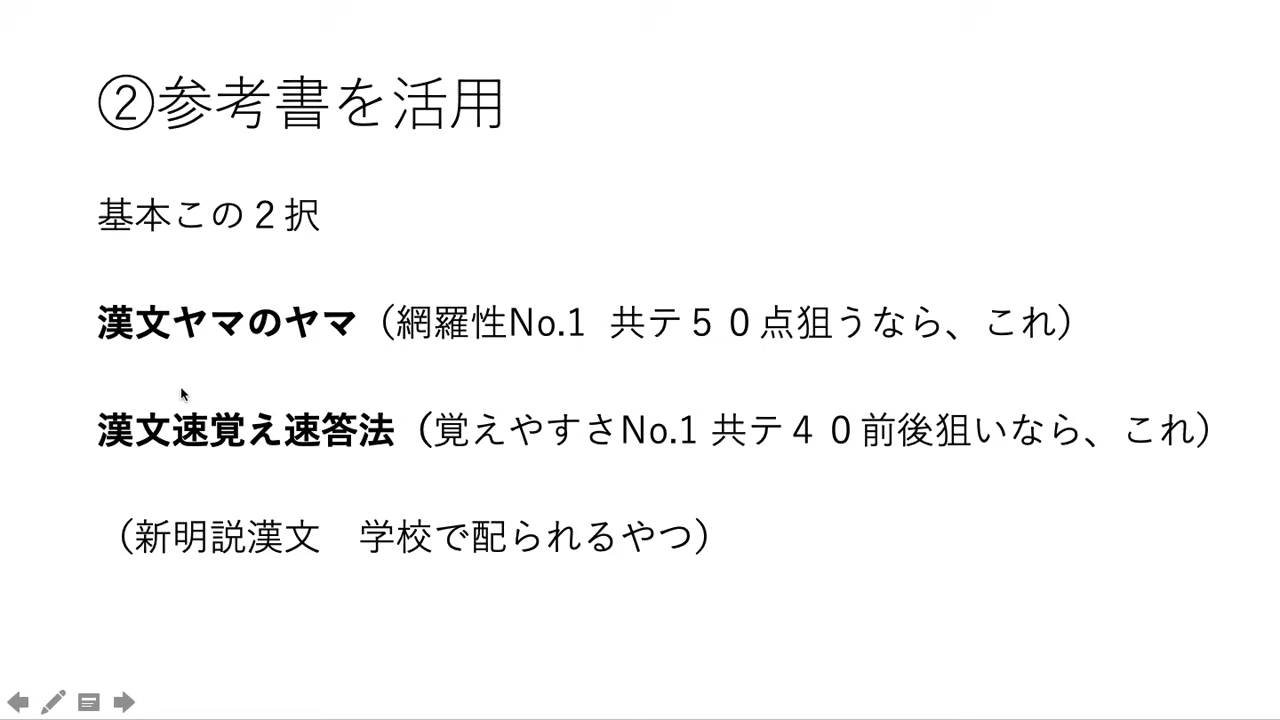 ②参考書を活用
基本この２択
漢文ヤマのヤマ（網羅性No.1 共テ５０点狙うなら、これ）
漢文速覚え速答法（覚えやすさNo.1 共テ４０前後狙いなら、これ）
（新明説漢文　学校で配られるやつ）